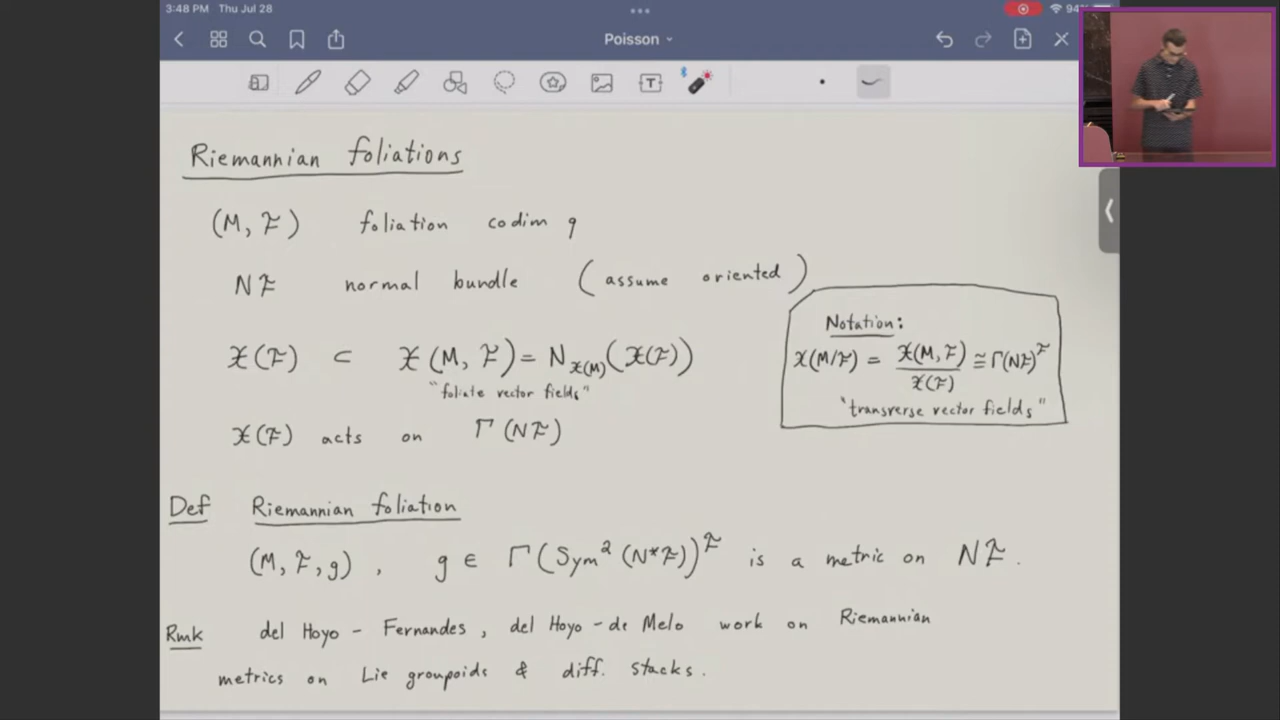 3:48 PM Thu Jul 28
94%
Poisson
Riemannian foliations
(M, ℱ) foliation codim q
Nℱ normal bundle (assume oriented)
𝔛(ℱ) ⊂ 𝔛(M, ℱ) = N_{𝔛(M)}(𝔛(ℱ))
"foliate vector fields"
Notation:
𝔛(M/ℱ) = 𝔛(M, ℱ) / 𝔛(ℱ) ≅ Γ(Nℱ)^ℱ
"transverse vector fields"
𝔛(ℱ) acts on Γ(Nℱ)
Def Riemannian foliation
(M, ℱ, g), g ∈ Γ(Sym² (N*ℱ))^ℱ is a metric on Nℱ.
Rmk del Hoyo - Fernandes, del Hoyo - de Melo work on Riemannian
metrics on Lie groupoids & diff. stacks.